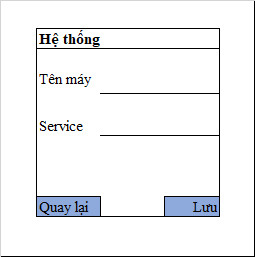 Hệ thống
Tên máy
Service
Quay lại Lưu